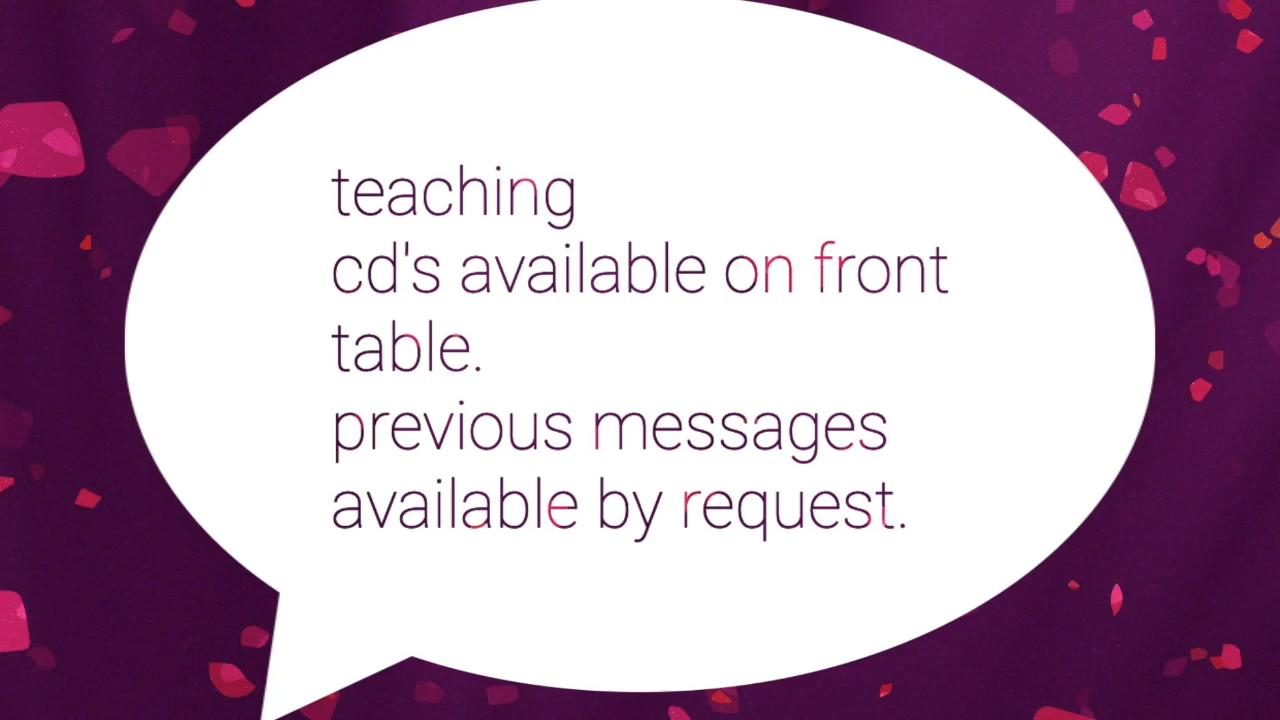 teaching
cd's available on front
table.
previous messages
available by request.